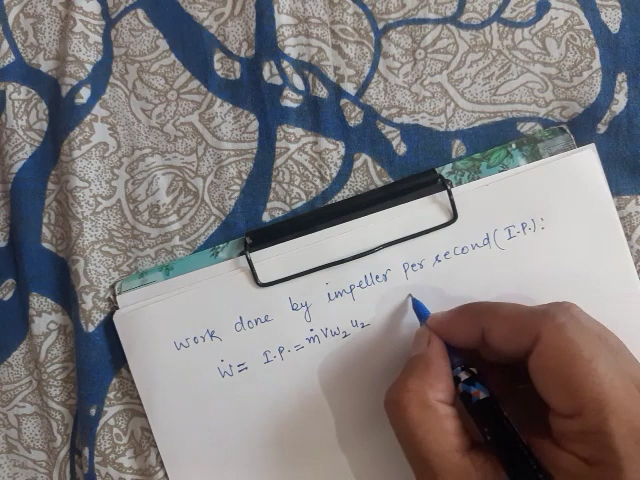 work done by impeller per second (I.P.):
Ẇ = I.P. = ṁVw₂u₂